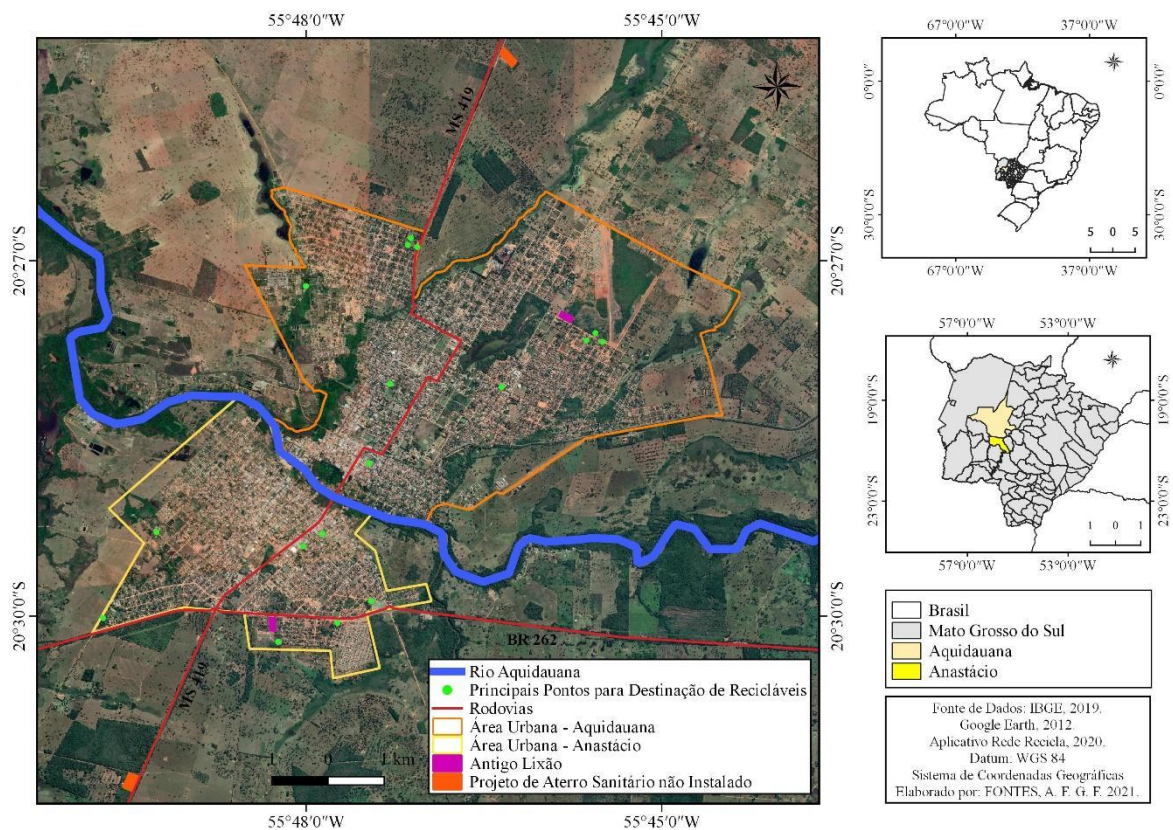 55°48'0"W
55°45'0"W
20°27'0"S
20°30'0"S
20°27'0"S
20°30'0"S
MS 419
MS 419
BR 262
1 0 1 km
Rio Aquidauana
Principais Pontos para Destinação de Recicláveis
Rodovias
Área Urbana - Aquidauana
Área Urbana - Anastácio
Antigo Lixão
Projeto de Aterro Sanitário não Instalado
55°48'0"W
55°45'0"W
67°0'0"W
37°0'0"W
0°0'0"
30°0'0"S
0°0'0"
30°0'0"S
5 0 5
67°0'0"W
37°0'0"W
57°0'0"W
53°0'0"W
19°0'0"S
23°0'0"S
19°0'0"S
23°0'0"S
1 0 1
57°0'0"W
53°0'0"W
Brasil
Mato Grosso do Sul
Aquidauana
Anastácio
Fonte de Dados: IBGE, 2019.
Google Earth, 2012.
Aplicativo Rede Recicla, 2020.
Datum: WGS 84
Sistema de Coordenadas Geográficas
Elaborado por: FONTES, A. F. G. F. 2021.